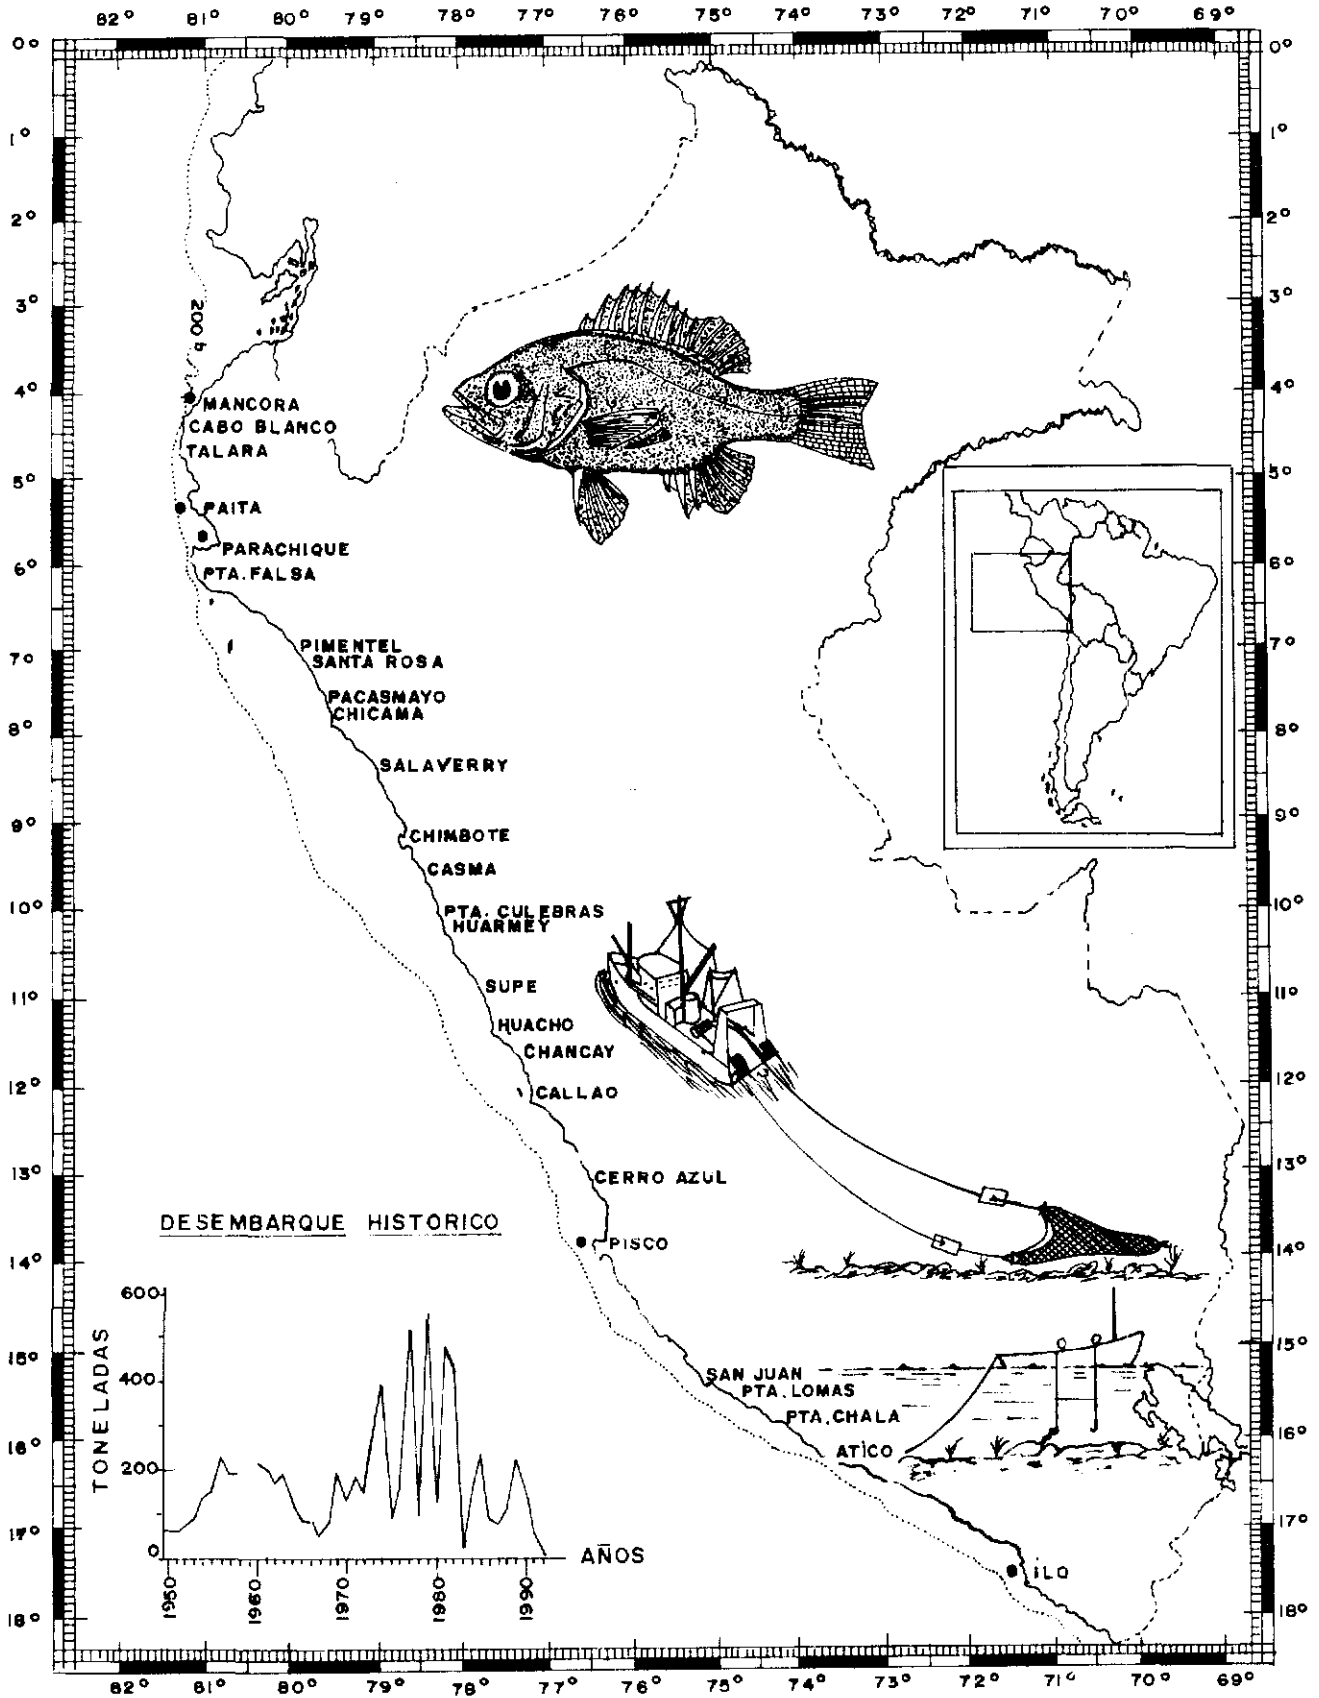 82° 81° 80° 79° 78° 77° 76° 75° 74° 73° 72° 71° 70° 69°
0° 0°
1° 1°
2° 2°
3° 3°
200 b
4° 4°
MANCORA
CABO BLANCO
TALARA
5° 5°
PAITA
PARACHIQUE
6° 6°
PTA. FALSA
PIMENTEL
7° 7°
SANTA ROSA
PACASMAYO
CHICAMA
8° 8°
SALAVERRY
9° 9°
CHIMBOTE
CASMA
10° 10°
PTA. CULEBRAS
HUARMEY
SUPE
11° 11°
HUACHO
CHANCAY
12° 12°
CALLAO
13° 13°
CERRO AZUL
DESEMBARQUE HISTORICO
PISCO
14° 14°
600
TONELADAS
15° 15°
400
SAN JUAN
PTA. LOMAS
PTA. CHALA
16° 16°
ATICO
200
17° 17°
0
AÑOS
ILO
1950 1960 1970 1980 1990
18° 18°
82° 81° 80° 79° 78° 77° 76° 75° 74° 73° 72° 71° 70° 69°